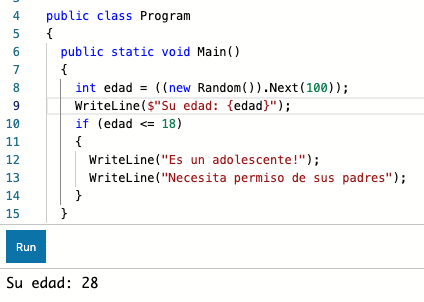 4 public class Program
5 {
6 public static void Main()
7 {
8 int edad = ((new Random()).Next(100));
9 WriteLine($"Su edad: {edad}");
10 if (edad <= 18)
11 {
12 WriteLine("Es un adolescente!");
13 WriteLine("Necesita permiso de sus padres");
14 }
15 }
Run
Su edad: 28